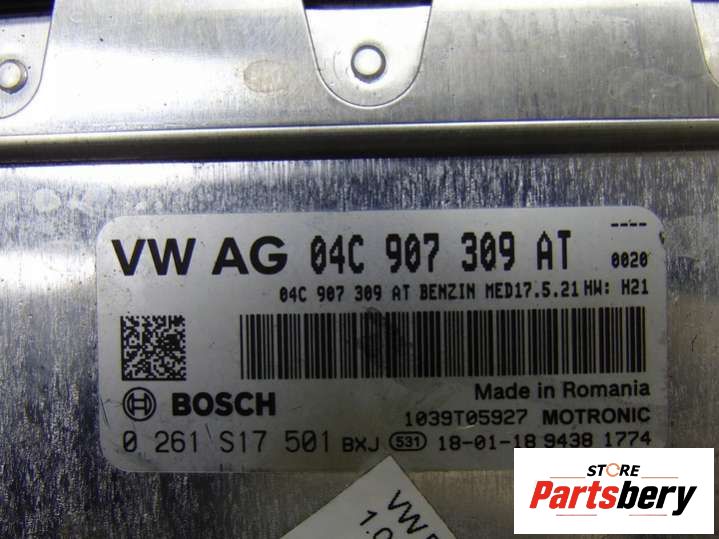 VW AG 04C 907 309 AT ----
0020
04C 907 309 AT BENZIN MED17.5.21 HW: H21
BOSCH
Made in Romania
1039T05927 MOTRONIC
0 261 S17 501 BXJ 531 18-01-18 9438 1774
VW
STORE
Partsbery